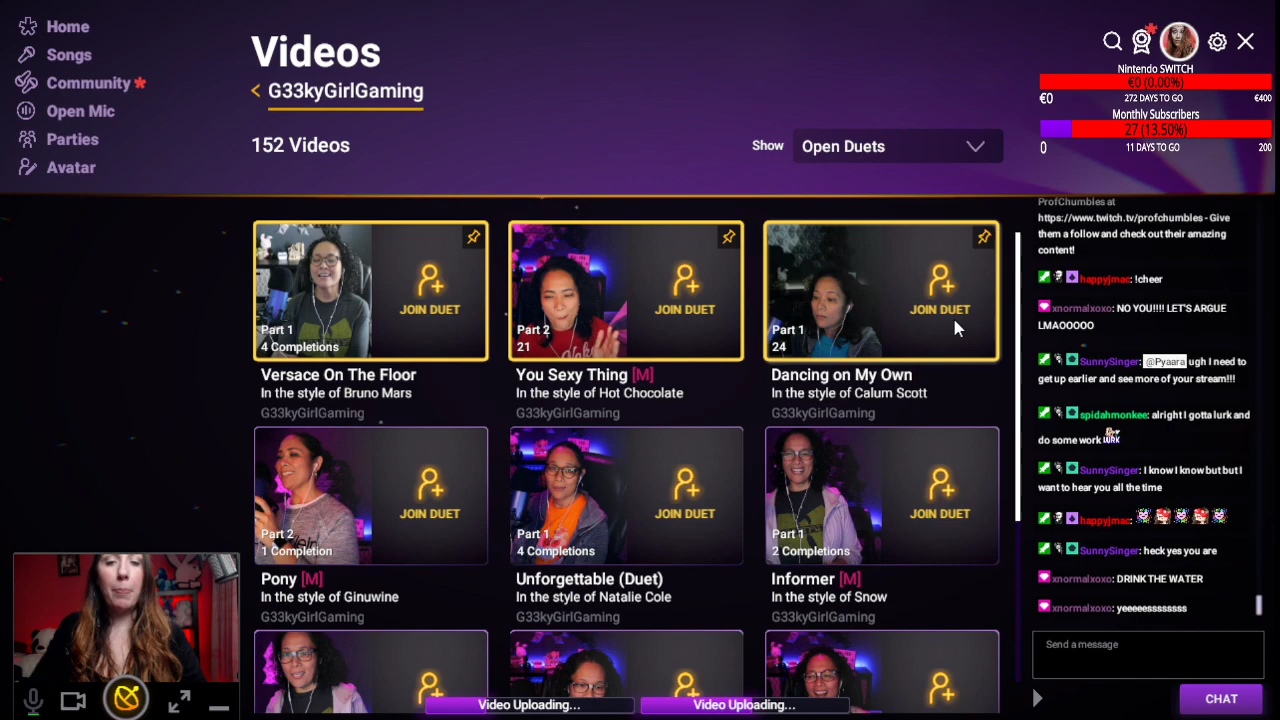 Home
Songs
Community
Open Mic
Parties
Avatar
Videos
< G33kyGirlGaming
152 Videos
Show
Open Duets
Nintendo SWITCH
€0 (0.00%)
€0
272 DAYS TO GO
€400
Monthly Subscribers
27 (13.50%)
0
11 DAYS TO GO
200
JOIN DUET
Part 1
4 Completions
Versace On The Floor
In the style of Bruno Mars
G33kyGirlGaming
JOIN DUET
Part 2
21
You Sexy Thing [M]
In the style of Hot Chocolate
G33kyGirlGaming
JOIN DUET
Part 1
24
Dancing on My Own
In the style of Calum Scott
G33kyGirlGaming
JOIN DUET
Part 2
1 Completion
Pony [M]
In the style of Ginuwine
G33kyGirlGaming
JOIN DUET
Part 1
4 Completions
Unforgettable (Duet)
In the style of Natalie Cole
G33kyGirlGaming
JOIN DUET
Part 1
2 Completions
Informer [M]
In the style of Snow
G33kyGirlGaming
Video Uploading...
Video Uploading...
ProfChumbles at
https://www.twitch.tv/profchumbles - Give
them a follow and check out their amazing
content!
happyjmac: !cheer
xnormalxoxo: NO YOU!!!! LET'S ARGUE
LMAOOOOO
SunnySinger: @Pyaara ugh I need to
get up earlier and see more of your stream!!!
spidahmonkee: alright I gotta lurk and
do some work
SunnySinger: I know I know but but I
want to hear you all the time
happyjmac:
SunnySinger: heck yes you are
xnormalxoxo: DRINK THE WATER
xnormalxoxo: yeeeeesssssss
Send a message
CHAT